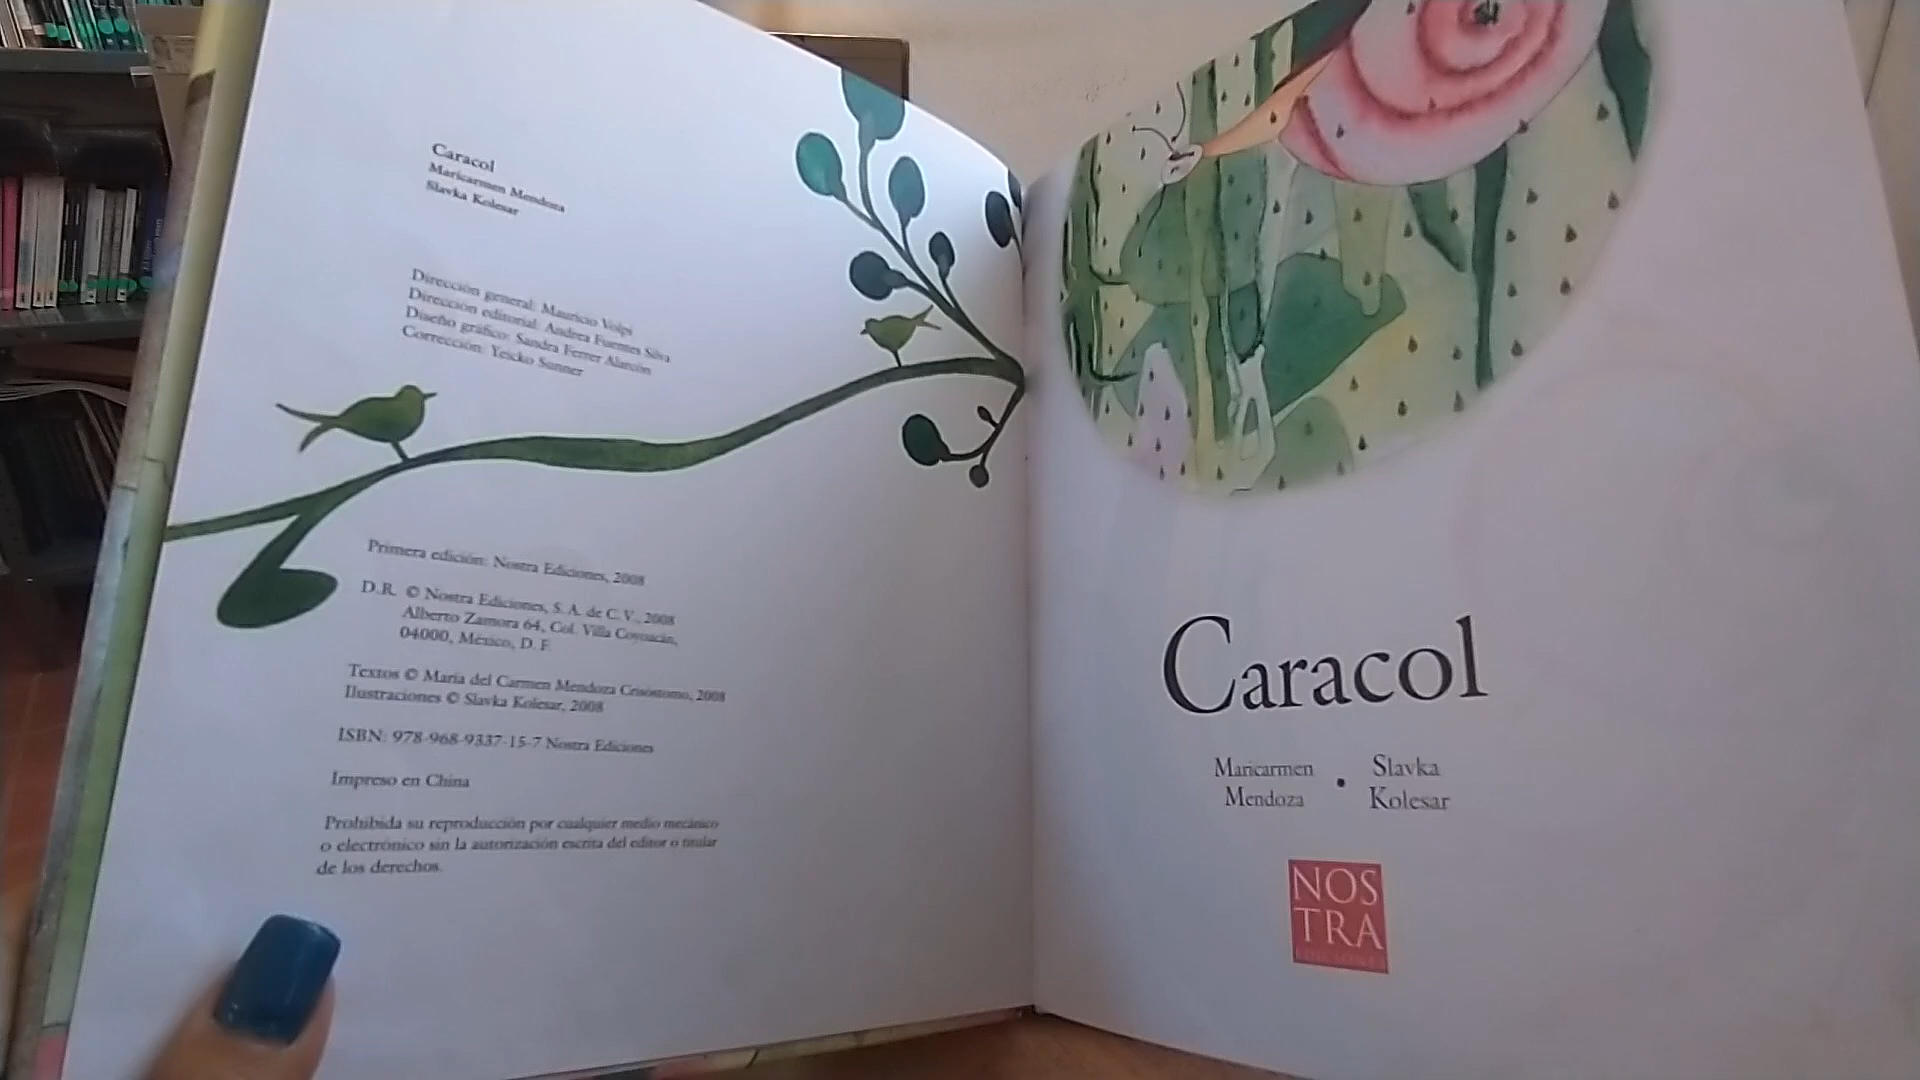 Caracol
Maricarmen Mendoza
Slavka Kolesar
Dirección general: Mauricio Volpi
Dirección editorial: Andrea Fuentes Silva
Diseño gráfico: Sandra Ferrer Alarcón
Corrección: Yeicko Sunner
Primera edición: Nostra Ediciones, 2008
D.R. © Nostra Ediciones, S. A. de C. V., 2008
Alberto Zamora 64, Col. Villa Coyoacán,
04000, México, D. F.
Textos © María del Carmen Mendoza Crisóstomo, 2008
Ilustraciones © Slavka Kolesar, 2008
ISBN: 978-968-9337-15-7 Nostra Ediciones
Impreso en China
Prohibida su reproducción por cualquier medio mecánico
o electrónico sin la autorización escrita del editor o titular
de los derechos.
Caracol
Maricarmen
Mendoza
•
Slavka
Kolesar
NOS
TRA
EDICIONES